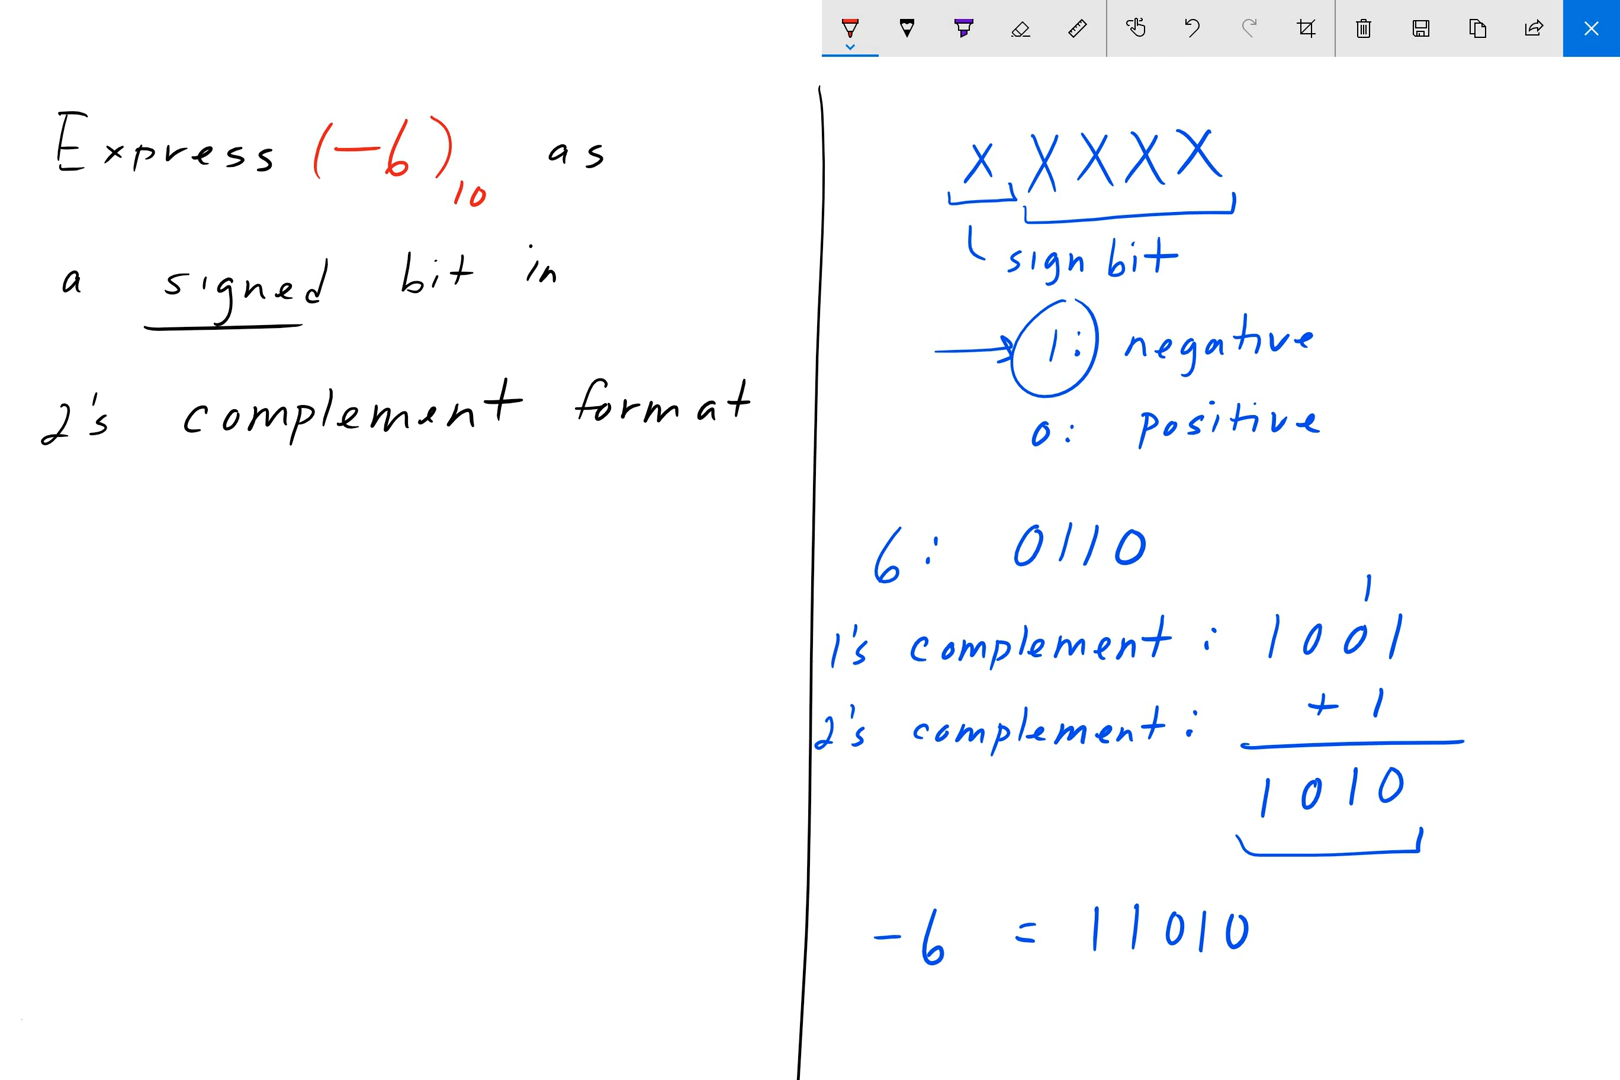 Express (-6)10 as
a signed bit in
2's complement format
x XXXX
sign bit
1: negative
0: positive
6: 0110
1
1's complement: 1001
2's complement: + 1
1010
-6 = 11010